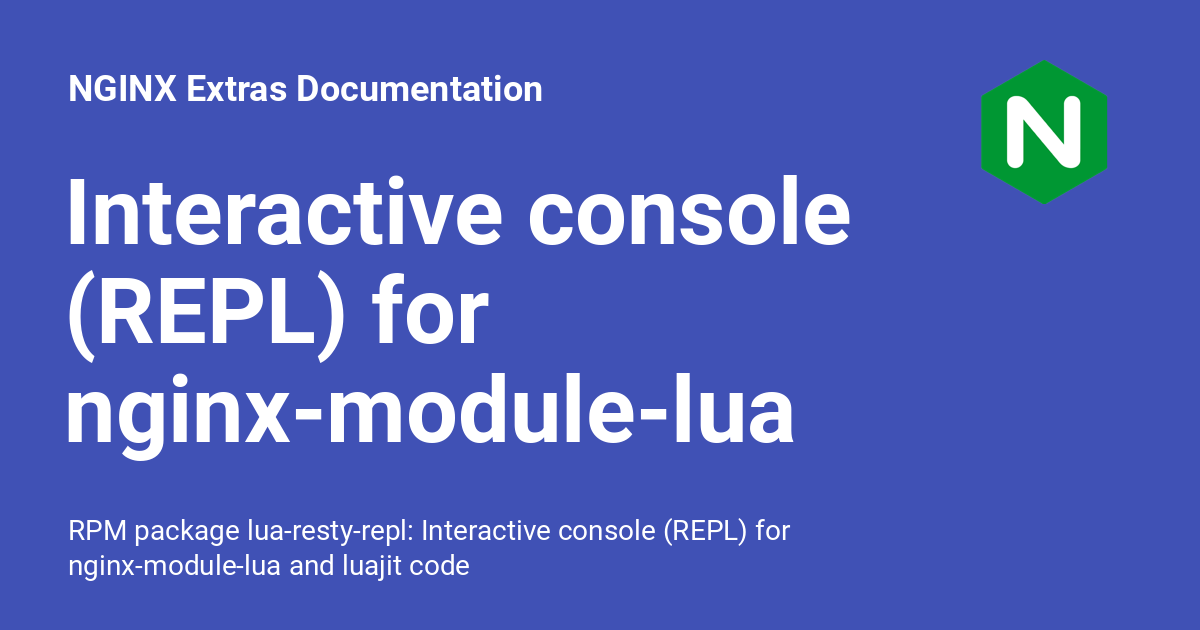 NGINX Extras Documentation
N
Interactive console
(REPL) for
nginx-module-lua
RPM package lua-resty-repl: Interactive console (REPL) for
nginx-module-lua and luajit code